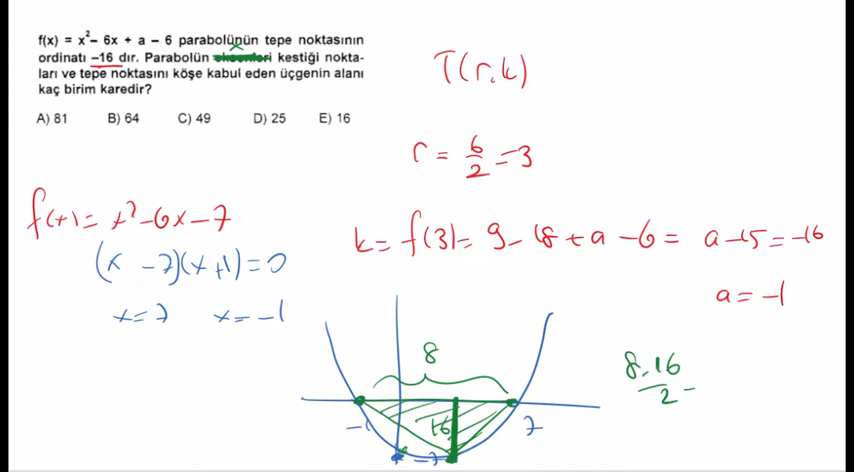 f(x) = x² – 6x + a – 6 parabolünün tepe noktasının
ordinatı –16 dır. Parabolün x kestiği nokta-
ları ve tepe noktasını köşe kabul eden üçgenin alanı
kaç birim karedir?
A) 81 B) 64 C) 49 D) 25 E) 16
T(r,k)
r = 6/2 = 3
k = f(3) = 9 - 18 + a - 6 = a - 15 = -16
a = -1
f(x) = x² - 6x - 7
(x - 7)(x + 1) = 0
x = 7 x = -1
8
-1
16
7
-7
8.16/2 =